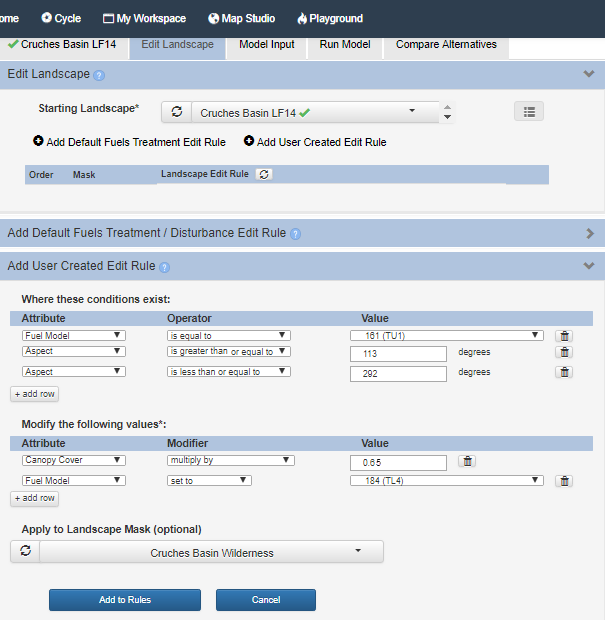 ome Cycle My Workspace Map Studio Playground
Cruches Basin LF14 Edit Landscape Model Input Run Model Compare Alternatives
Edit Landscape ?
Starting Landscape* Cruches Basin LF14
Add Default Fuels Treatment Edit Rule Add User Created Edit Rule
Order Mask Landscape Edit Rule
Add Default Fuels Treatment / Disturbance Edit Rule ?
Add User Created Edit Rule ?
Where these conditions exist:
Attribute Operator Value
Fuel Model is equal to 161 (TU1)
Aspect is greater than or equal to 113 degrees
Aspect is less than or equal to 292 degrees
+ add row
Modify the following values*:
Attribute Modifier Value
Canopy Cover multiply by 0.65
Fuel Model set to 184 (TL4)
+ add row
Apply to Landscape Mask (optional)
Cruches Basin Wilderness
Add to Rules Cancel